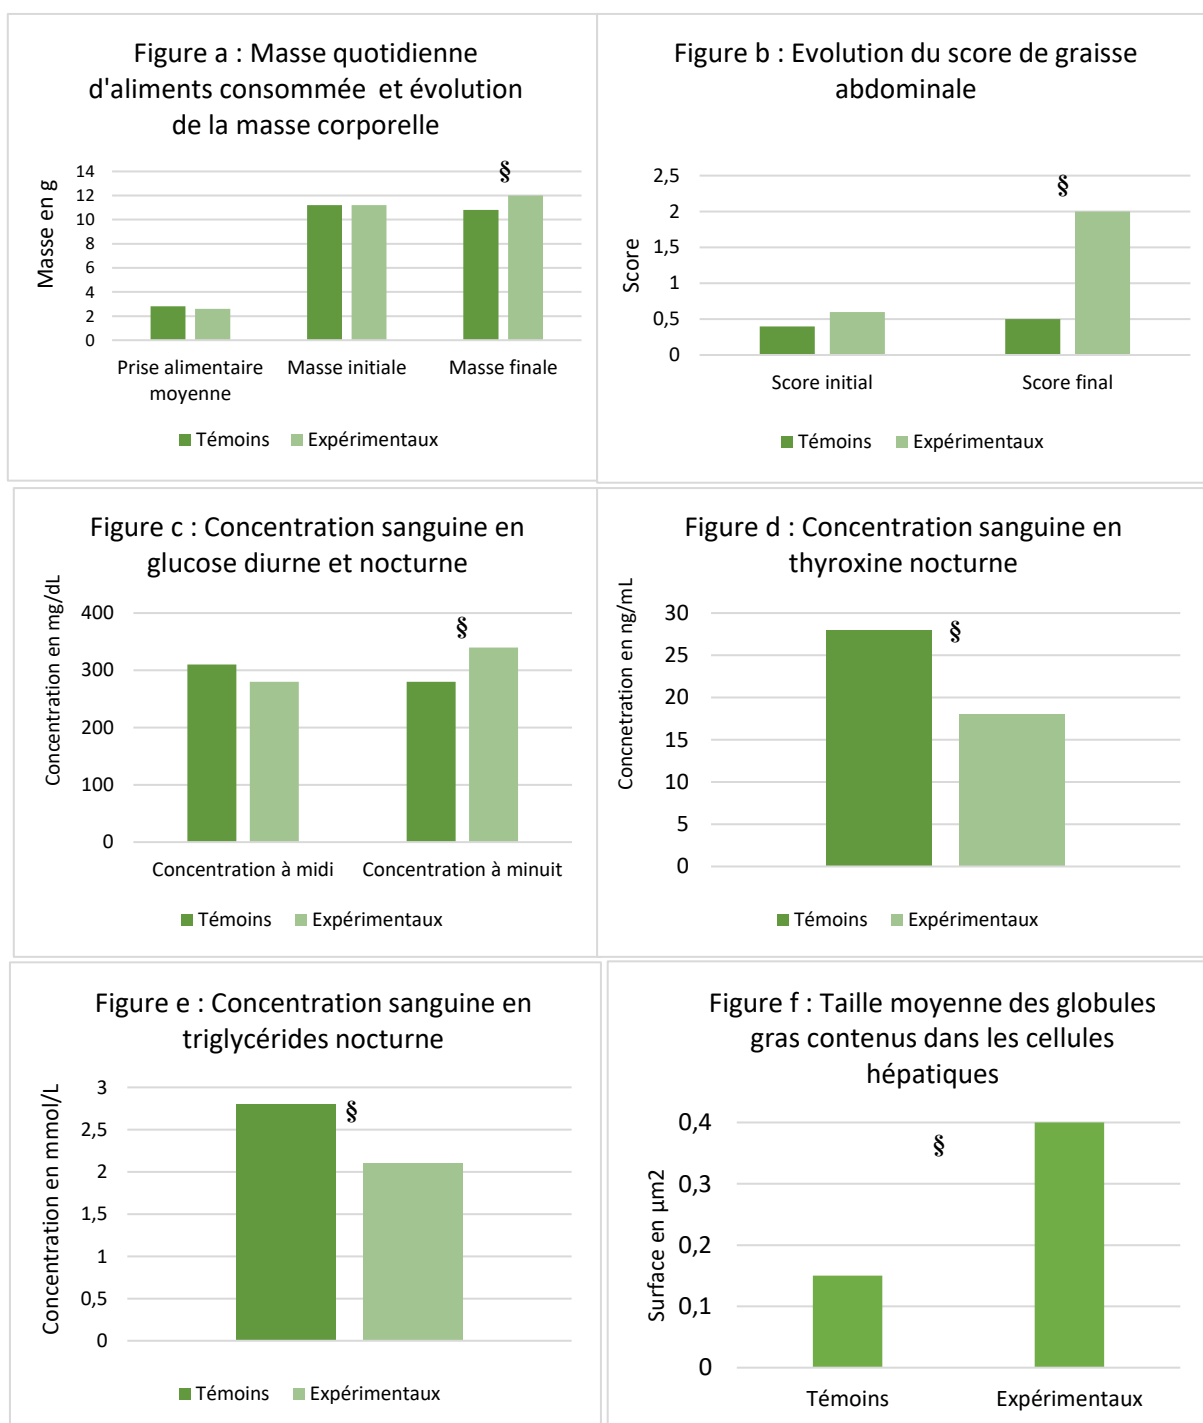 Figure a : Masse quotidienne
d'aliments consommée et évolution
de la masse corporelle
Masse en g
14
§
12
10
8
6
4
2
0
Prise alimentaire
moyenne
Masse initiale
Masse finale
Témoins
Expérimentaux
Figure b : Evolution du score de graisse
abdominale
Score
2,5
§
2
1,5
1
0,5
0
Score initial
Score final
Témoins
Expérimentaux
Figure c : Concentration sanguine en
glucose diurne et nocturne
Concentration en mg/dL
400
§
300
200
100
0
Concentration à midi
Concentration à minuit
Témoins
Expérimentaux
Figure d : Concentration sanguine en
thyroxine nocturne
Concnetration en ng/mL
30
§
25
20
15
10
5
0
Témoins
Expérimentaux
Figure e : Concentration sanguine en
triglycérides nocturne
Concentration en mmol/L
3
§
2,5
2
1,5
1
0,5
0
Témoins
Expérimentaux
Figure f : Taille moyenne des globules
gras contenus dans les cellules
hépatiques
Surface en µm2
0,4
§
0,3
0,2
0,1
0
Témoins
Expérimentaux